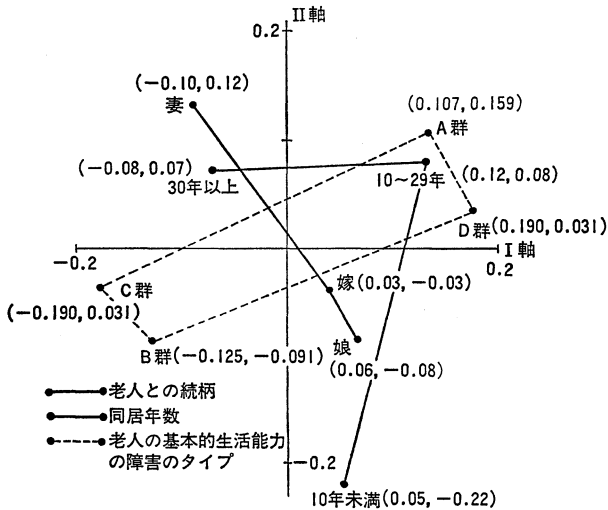 II軸
0.2
(−0.10, 0.12)
妻
(0.107, 0.159)
A群
(−0.08, 0.07)
30年以上
10〜29年
(0.12, 0.08)
D群(0.190, 0.031)
I軸
−0.2
0.2
C群
(−0.190, 0.031)
嫁(0.03, −0.03)
B群(−0.125, −0.091)
娘
(0.06, −0.08)
老人との続柄
同居年数
老人の基本的生活能力
の障害のタイプ
−0.2
10年未満(0.05, −0.22)